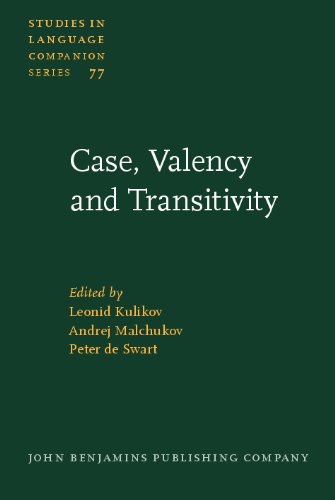 STUDIES IN
LANGUAGE
COMPANION
SERIES 77
Case, Valency
and Transitivity
Edited by
Leonid Kulikov
Andrej Malchukov
Peter de Swart
JOHN BENJAMINS PUBLISHING COMPANY